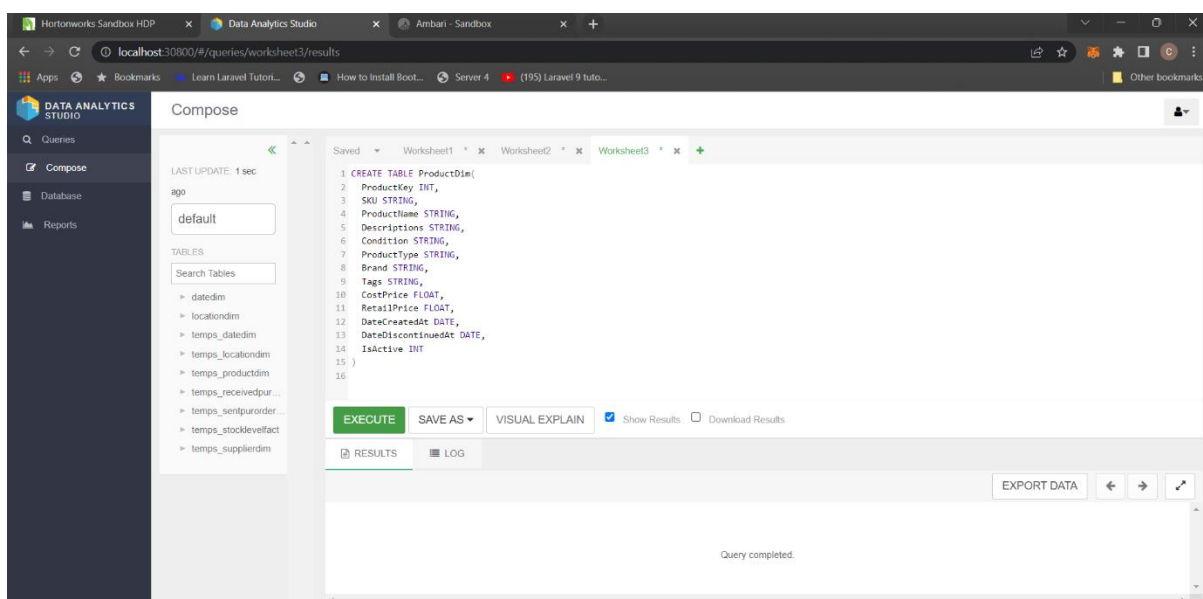 Hortonworks Sandbox HDP
Data Analytics Studio
Ambari - Sandbox
localhost:30800/#/queries/worksheet3/results
Apps
Bookmarks
Learn Laravel Tutori...
How to Install Boot...
Server 4
(195) Laravel 9 tuto...
Other bookmarks
DATA ANALYTICS
STUDIO
Compose
Queries
Compose
Database
Reports
LAST UPDATE: 1 sec
ago
default
TABLES
Search Tables
datedim
locationdim
temps_datedim
temps_locationdim
temps_productdim
temps_receivedpur...
temps_sentpurorder...
temps_stocklevelfact
temps_supplierdim
Saved Worksheet1 * Worksheet2 * Worksheet3 *
1 CREATE TABLE ProductDim(
2 ProductKey INT,
3 SKU STRING,
4 ProductName STRING,
5 Descriptions STRING,
6 Condition STRING,
7 ProductType STRING,
8 Brand STRING,
9 Tags STRING,
10 CostPrice FLOAT,
11 RetailPrice FLOAT,
12 DateCreatedAt DATE,
13 DateDiscontinuedAt DATE,
14 IsActive INT
15 )
16
EXECUTE SAVE AS VISUAL EXPLAIN Show Results Download Results
RESULTS LOG
EXPORT DATA
Query completed.